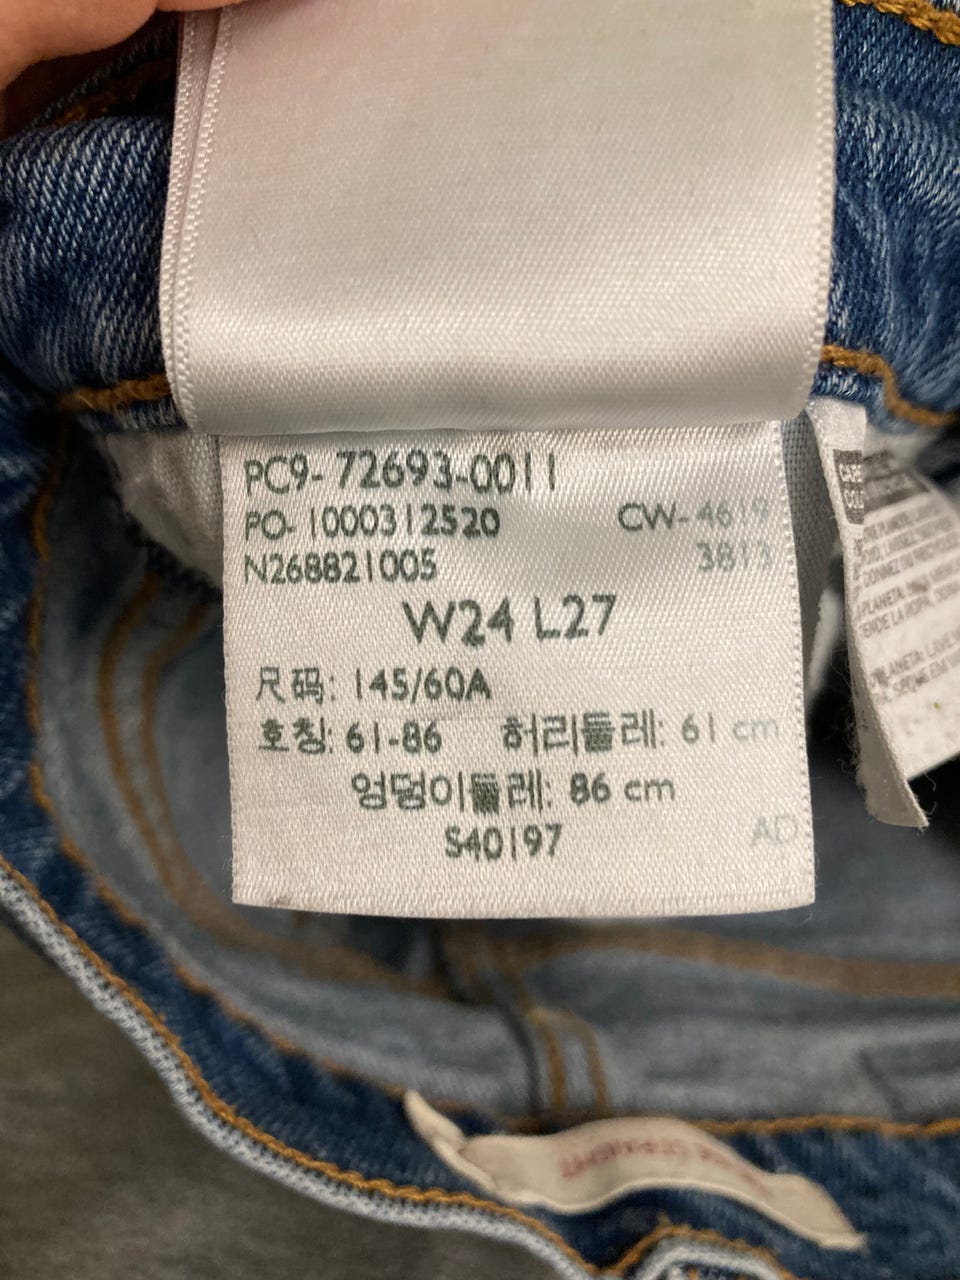 PC9-72693-0011
PO-1000312520 CW-4619
N268821005 3813
W24 L27
尺码: 145/60A
호칭: 61-86 허리둘레: 61 cm
엉덩이둘레: 86 cm
S40197 AD